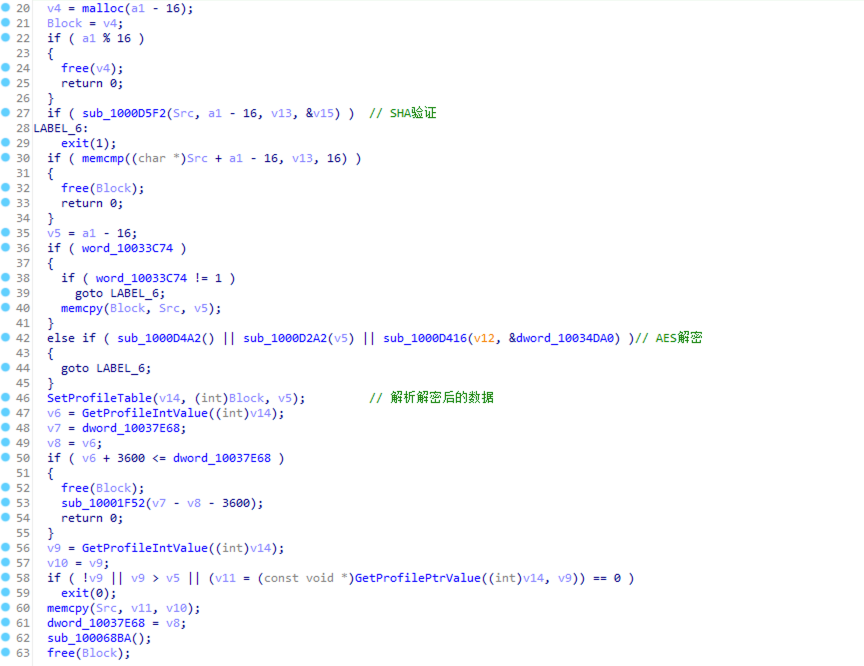 20 v4 = malloc(a1 - 16);
21 Block = v4;
22 if ( a1 % 16 )
23 {
24 free(v4);
25 return 0;
26 }
27 if ( sub_1000D5F2(Src, a1 - 16, v13, &v15) ) // SHA验证
28 LABEL_6:
29 exit(1);
30 if ( memcmp((char *)Src + a1 - 16, v13, 16) )
31 {
32 free(Block);
33 return 0;
34 }
35 v5 = a1 - 16;
36 if ( word_10033C74 )
37 {
38 if ( word_10033C74 != 1 )
39 goto LABEL_6;
40 memcpy(Block, Src, v5);
41 }
42 else if ( sub_1000D4A2() || sub_1000D2A2(v5) || sub_1000D416(v12, &dword_10034DA0) )// AES解密
43 {
44 goto LABEL_6;
45 }
46 SetProfileTable(v14, (int)Block, v5); // 解析解密后的数据
47 v6 = GetProfileIntValue((int)v14);
48 v7 = dword_10037E68;
49 v8 = v6;
50 if ( v6 + 3600 <= dword_10037E68 )
51 {
52 free(Block);
53 sub_10001F52(v7 - v8 - 3600);
54 return 0;
55 }
56 v9 = GetProfileIntValue((int)v14);
57 v10 = v9;
58 if ( !v9 || v9 > v5 || (v11 = (const void *)GetProfilePtrValue((int)v14, v9)) == 0 )
59 exit(0);
60 memcpy(Src, v11, v10);
61 dword_10037E68 = v8;
62 sub_100068BA();
63 free(Block);